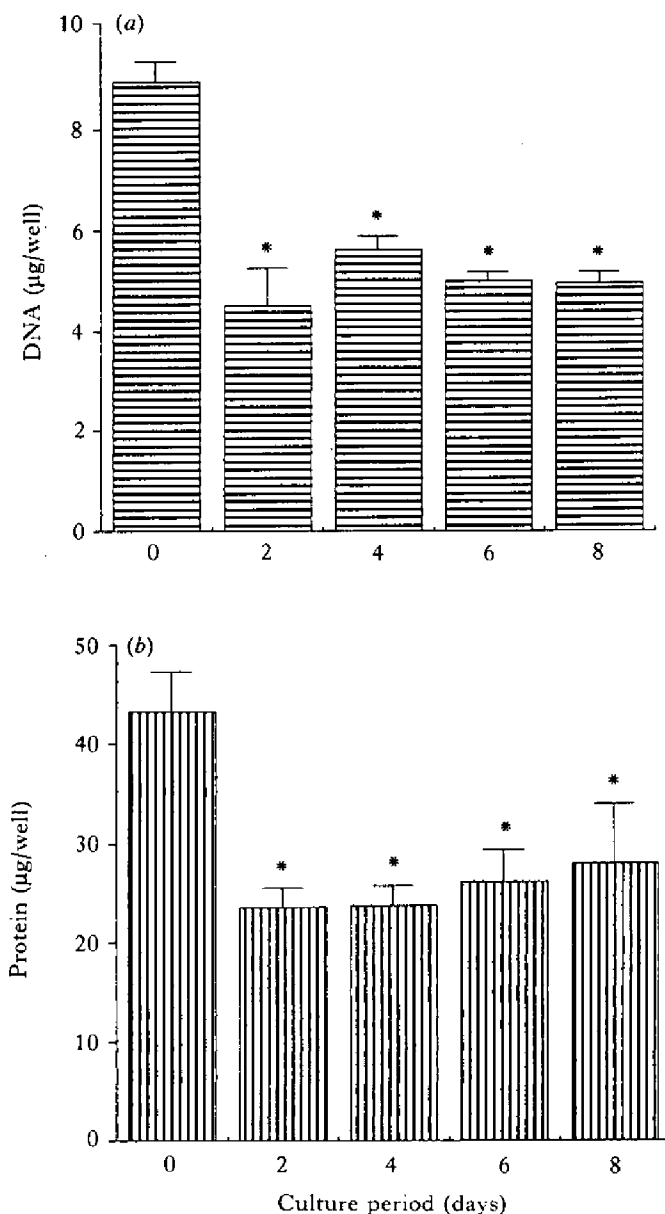 (a)
10
8
6
4
2
0
DNA (µg/well)
* * * *
0 2 4 6 8
(b)
50
40
30
20
10
0
Protein (µg/well)
* * * *
0 2 4 6 8
Culture period (days)